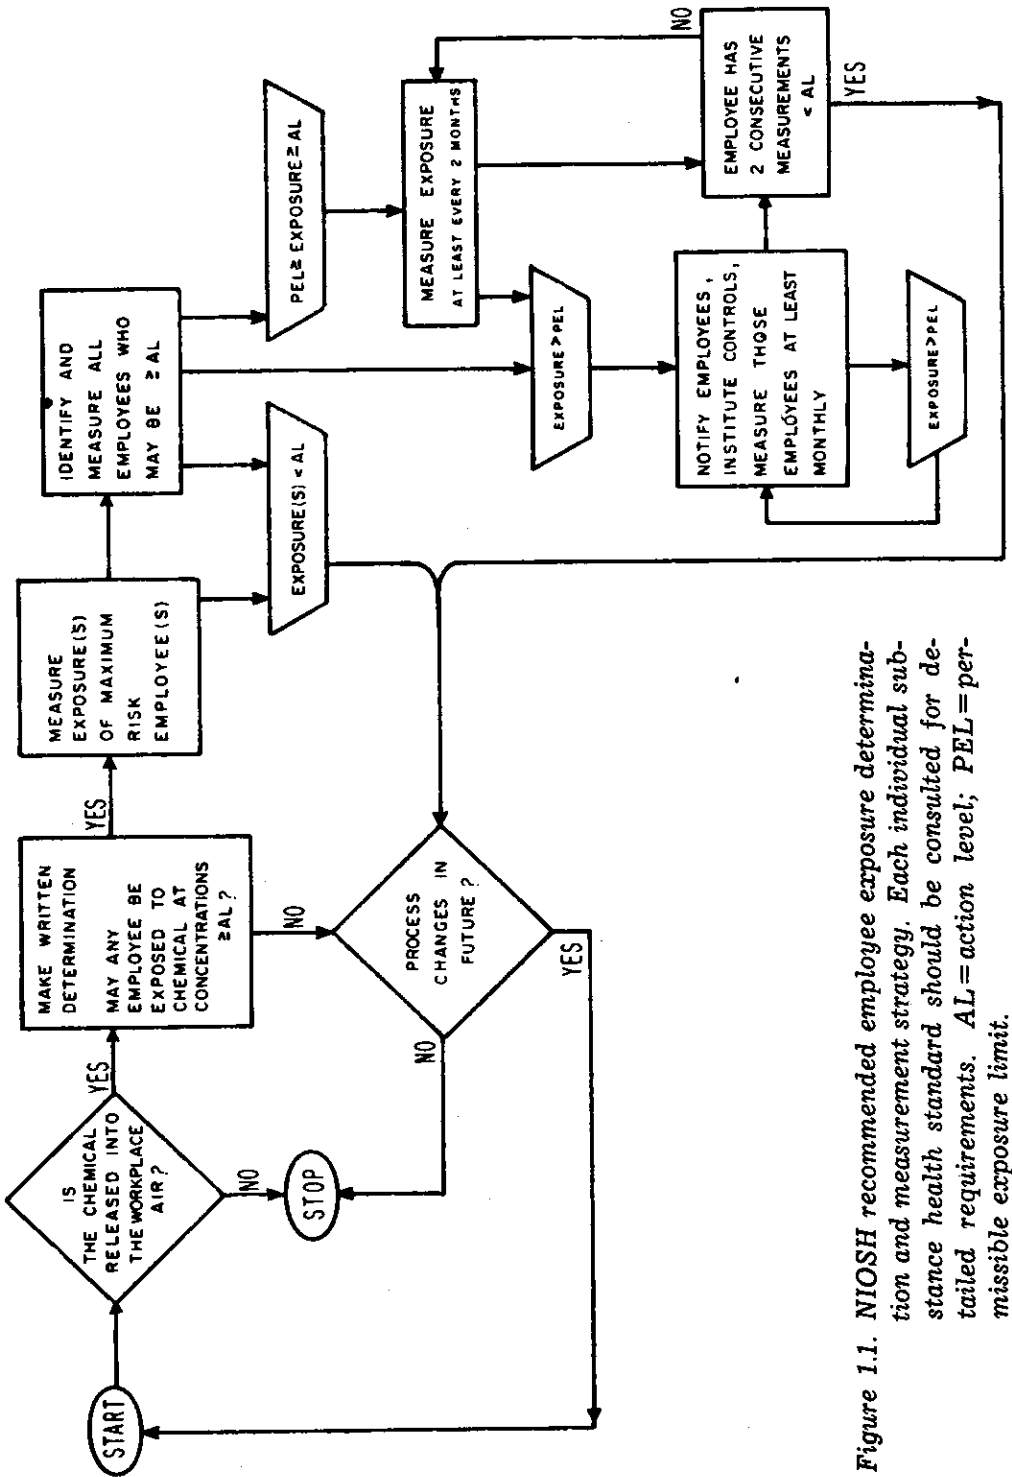 START
IS
THE CHEMICAL
RELEASED INTO
THE WORKPLACE
AIR?
YES
NO
STOP
MAKE WRITTEN
DETERMINATION
MAY ANY
EMPLOYEE BE
EXPOSED TO
CHEMICAL AT
CONCENTRATIONS
≥AL?
YES
NO
PROCESS
CHANGES IN
FUTURE?
NO
YES
MEASURE
EXPOSURE(S)
OF MAXIMUM
RISK
EMPLOYEE(S)
EXPOSURE(S) < AL
IDENTIFY AND
MEASURE ALL
EMPLOYEES WHO
MAY BE ≥AL
PEL≥ EXPOSURE ≥ AL
MEASURE EXPOSURE
AT LEAST EVERY 2 MONTHS
EXPOSURE>PEL
NOTIFY EMPLOYEES,
INSTITUTE CONTROLS,
MEASURE THOSE
EMPLOYEES AT LEAST
MONTHLY
EXPOSURE>PEL
NO
EMPLOYEE HAS
2 CONSECUTIVE
MEASUREMENTS
< AL
YES
Figure 1.1. NIOSH recommended employee exposure determina-
tion and measurement strategy. Each individual sub-
stance health standard should be consulted for de-
tailed requirements. AL=action level; PEL=per-
missible exposure limit.